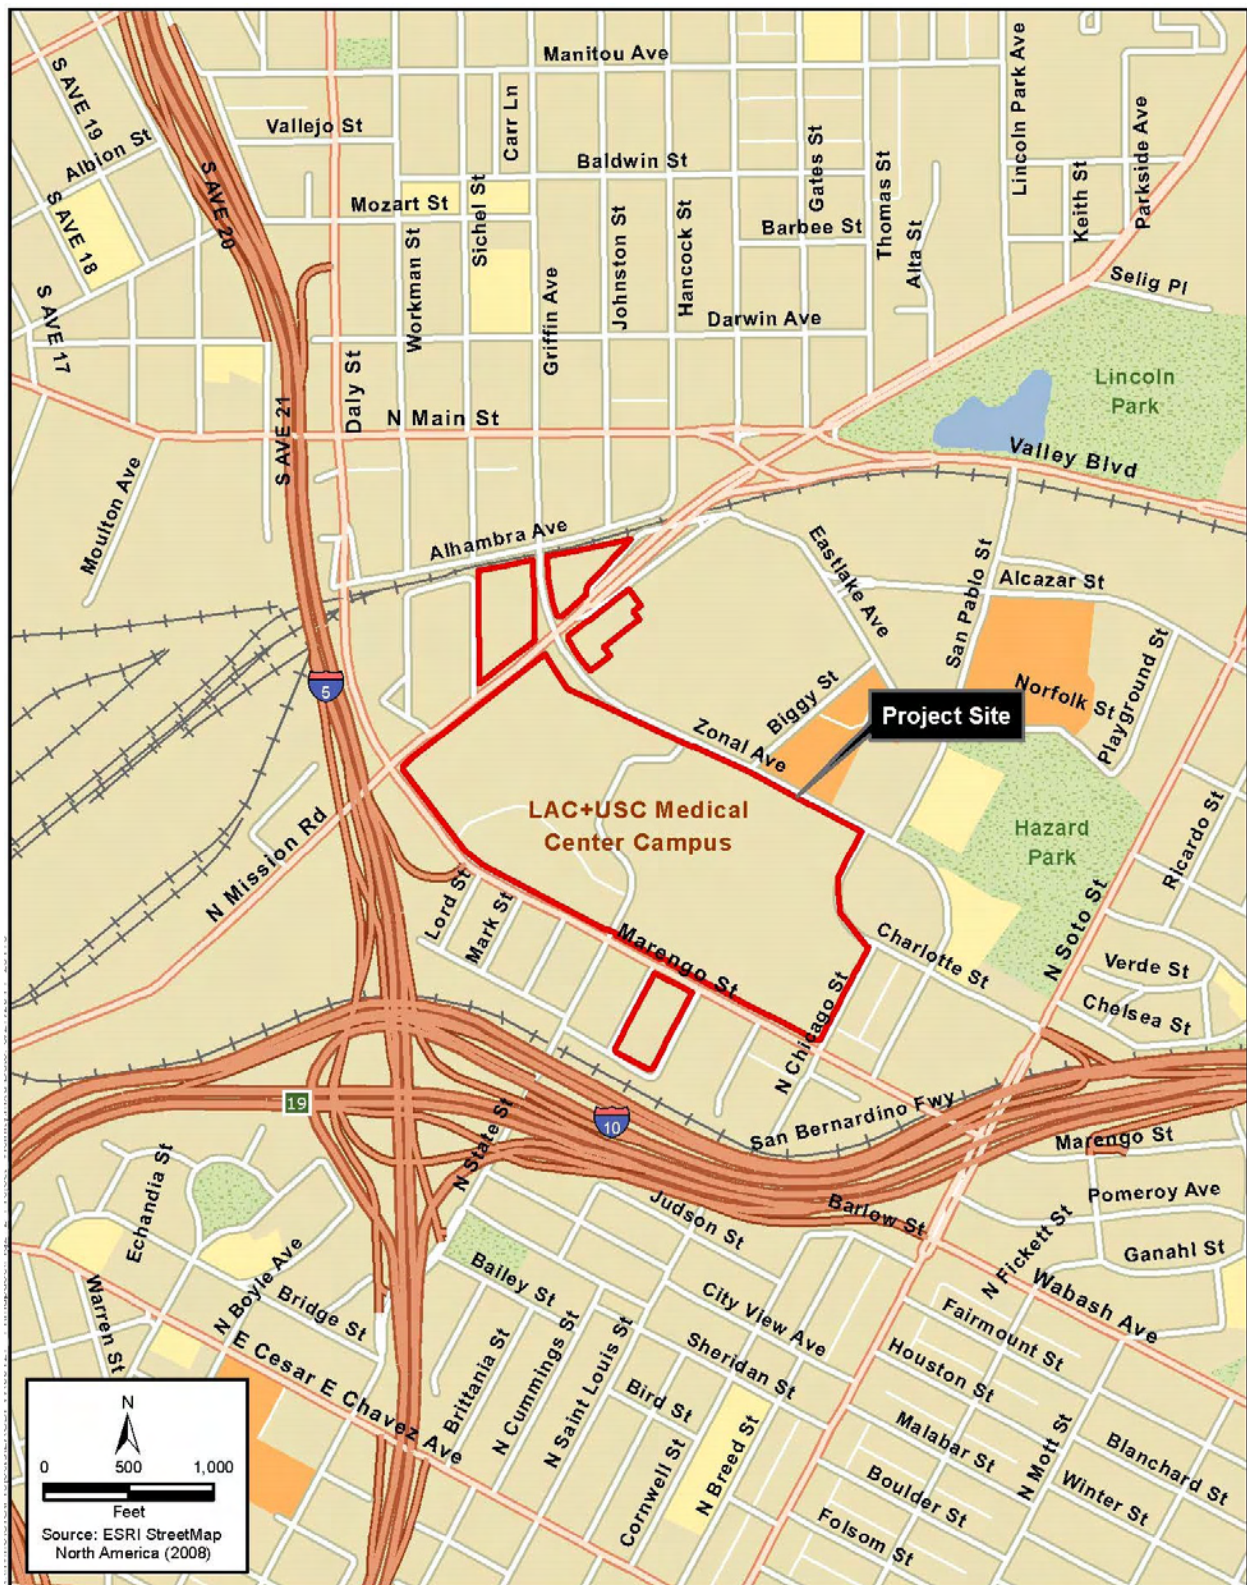 Manitou Ave
Lincoln Park Ave
Parkside Ave
S AVE 19
Albion St
Vallejo St
Carr Ln
Baldwin St
Gates St
Thomas St
Keith St
S AVE 20
S AVE 18
Mozart St
Sichel St
Workman St
Johnston St
Hancock St
Barbee St
Alta St
Selig Pl
S AVE 17
Griffin Ave
Darwin Ave
Daly St
Lincoln
Park
S AVE 21
N Main St
Valley Blvd
Moulton Ave
Alhambra Ave
Eastlake Ave
San Pablo St
Alcazar St
Playground St
Norfolk St
5
Biggy St
Project Site
Zonal Ave
LAC+USC Medical
Center Campus
Hazard
Park
Ricardo St
N Mission Rd
Lord St
Mark St
Marengo St
Charlotte St
N Soto St
Verde St
Chelsea St
N Chicago St
19
10
San Bernardino Fwy
Marengo St
N State St
Pomeroy Ave
Echandia St
Judson St
Barlow St
N Fickett St
Ganahl St
Warren St
N Boyle Ave
Bridge St
Bailey St
City View Ave
Wabash Ave
Fairmount St
E Cesar E Chavez Ave
Brittania St
N Cummings St
N Saint Louis St
Sheridan St
Houston St
Bird St
Malabar St
Blanchard St
N Mott St
Winter St
Cornwell St
N Breed St
Boulder St
Folsom St
N
0 500 1,000
Feet
Source: ESRI StreetMap
North America (2008)